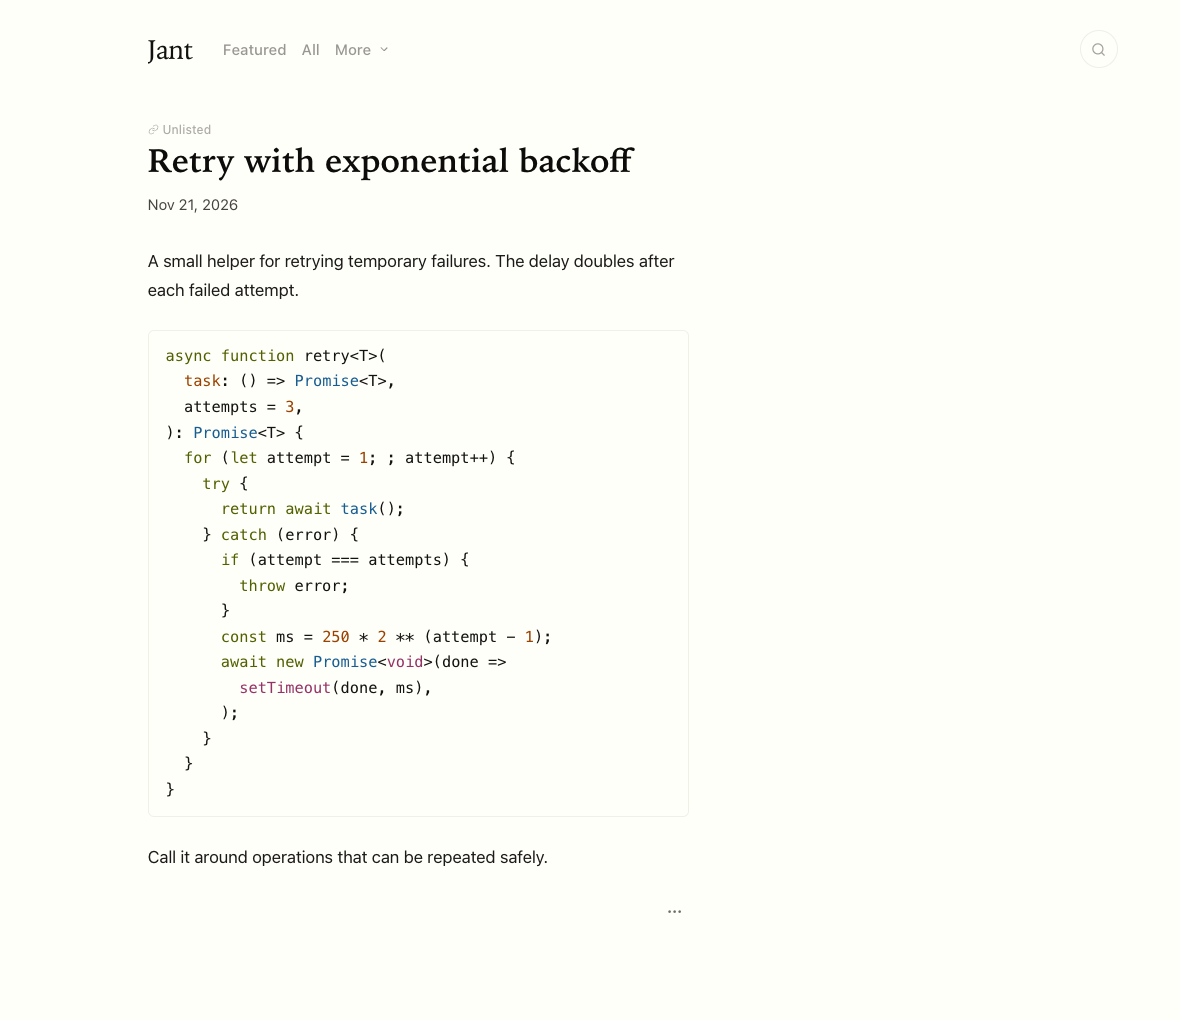 Jant
Featured All More
Unlisted
Retry with exponential backoff
Nov 21, 2026
A small helper for retrying temporary failures. The delay doubles after
each failed attempt.
async function retry<T>(
  task: () => Promise<T>,
  attempts = 3,
): Promise<T> {
  for (let attempt = 1; ; attempt++) {
    try {
      return await task();
    } catch (error) {
      if (attempt === attempts) {
        throw error;
      }
      const ms = 250 * 2 ** (attempt - 1);
      await new Promise<void>(done =>
        setTimeout(done, ms),
      );
    }
  }
}
Call it around operations that can be repeated safely.